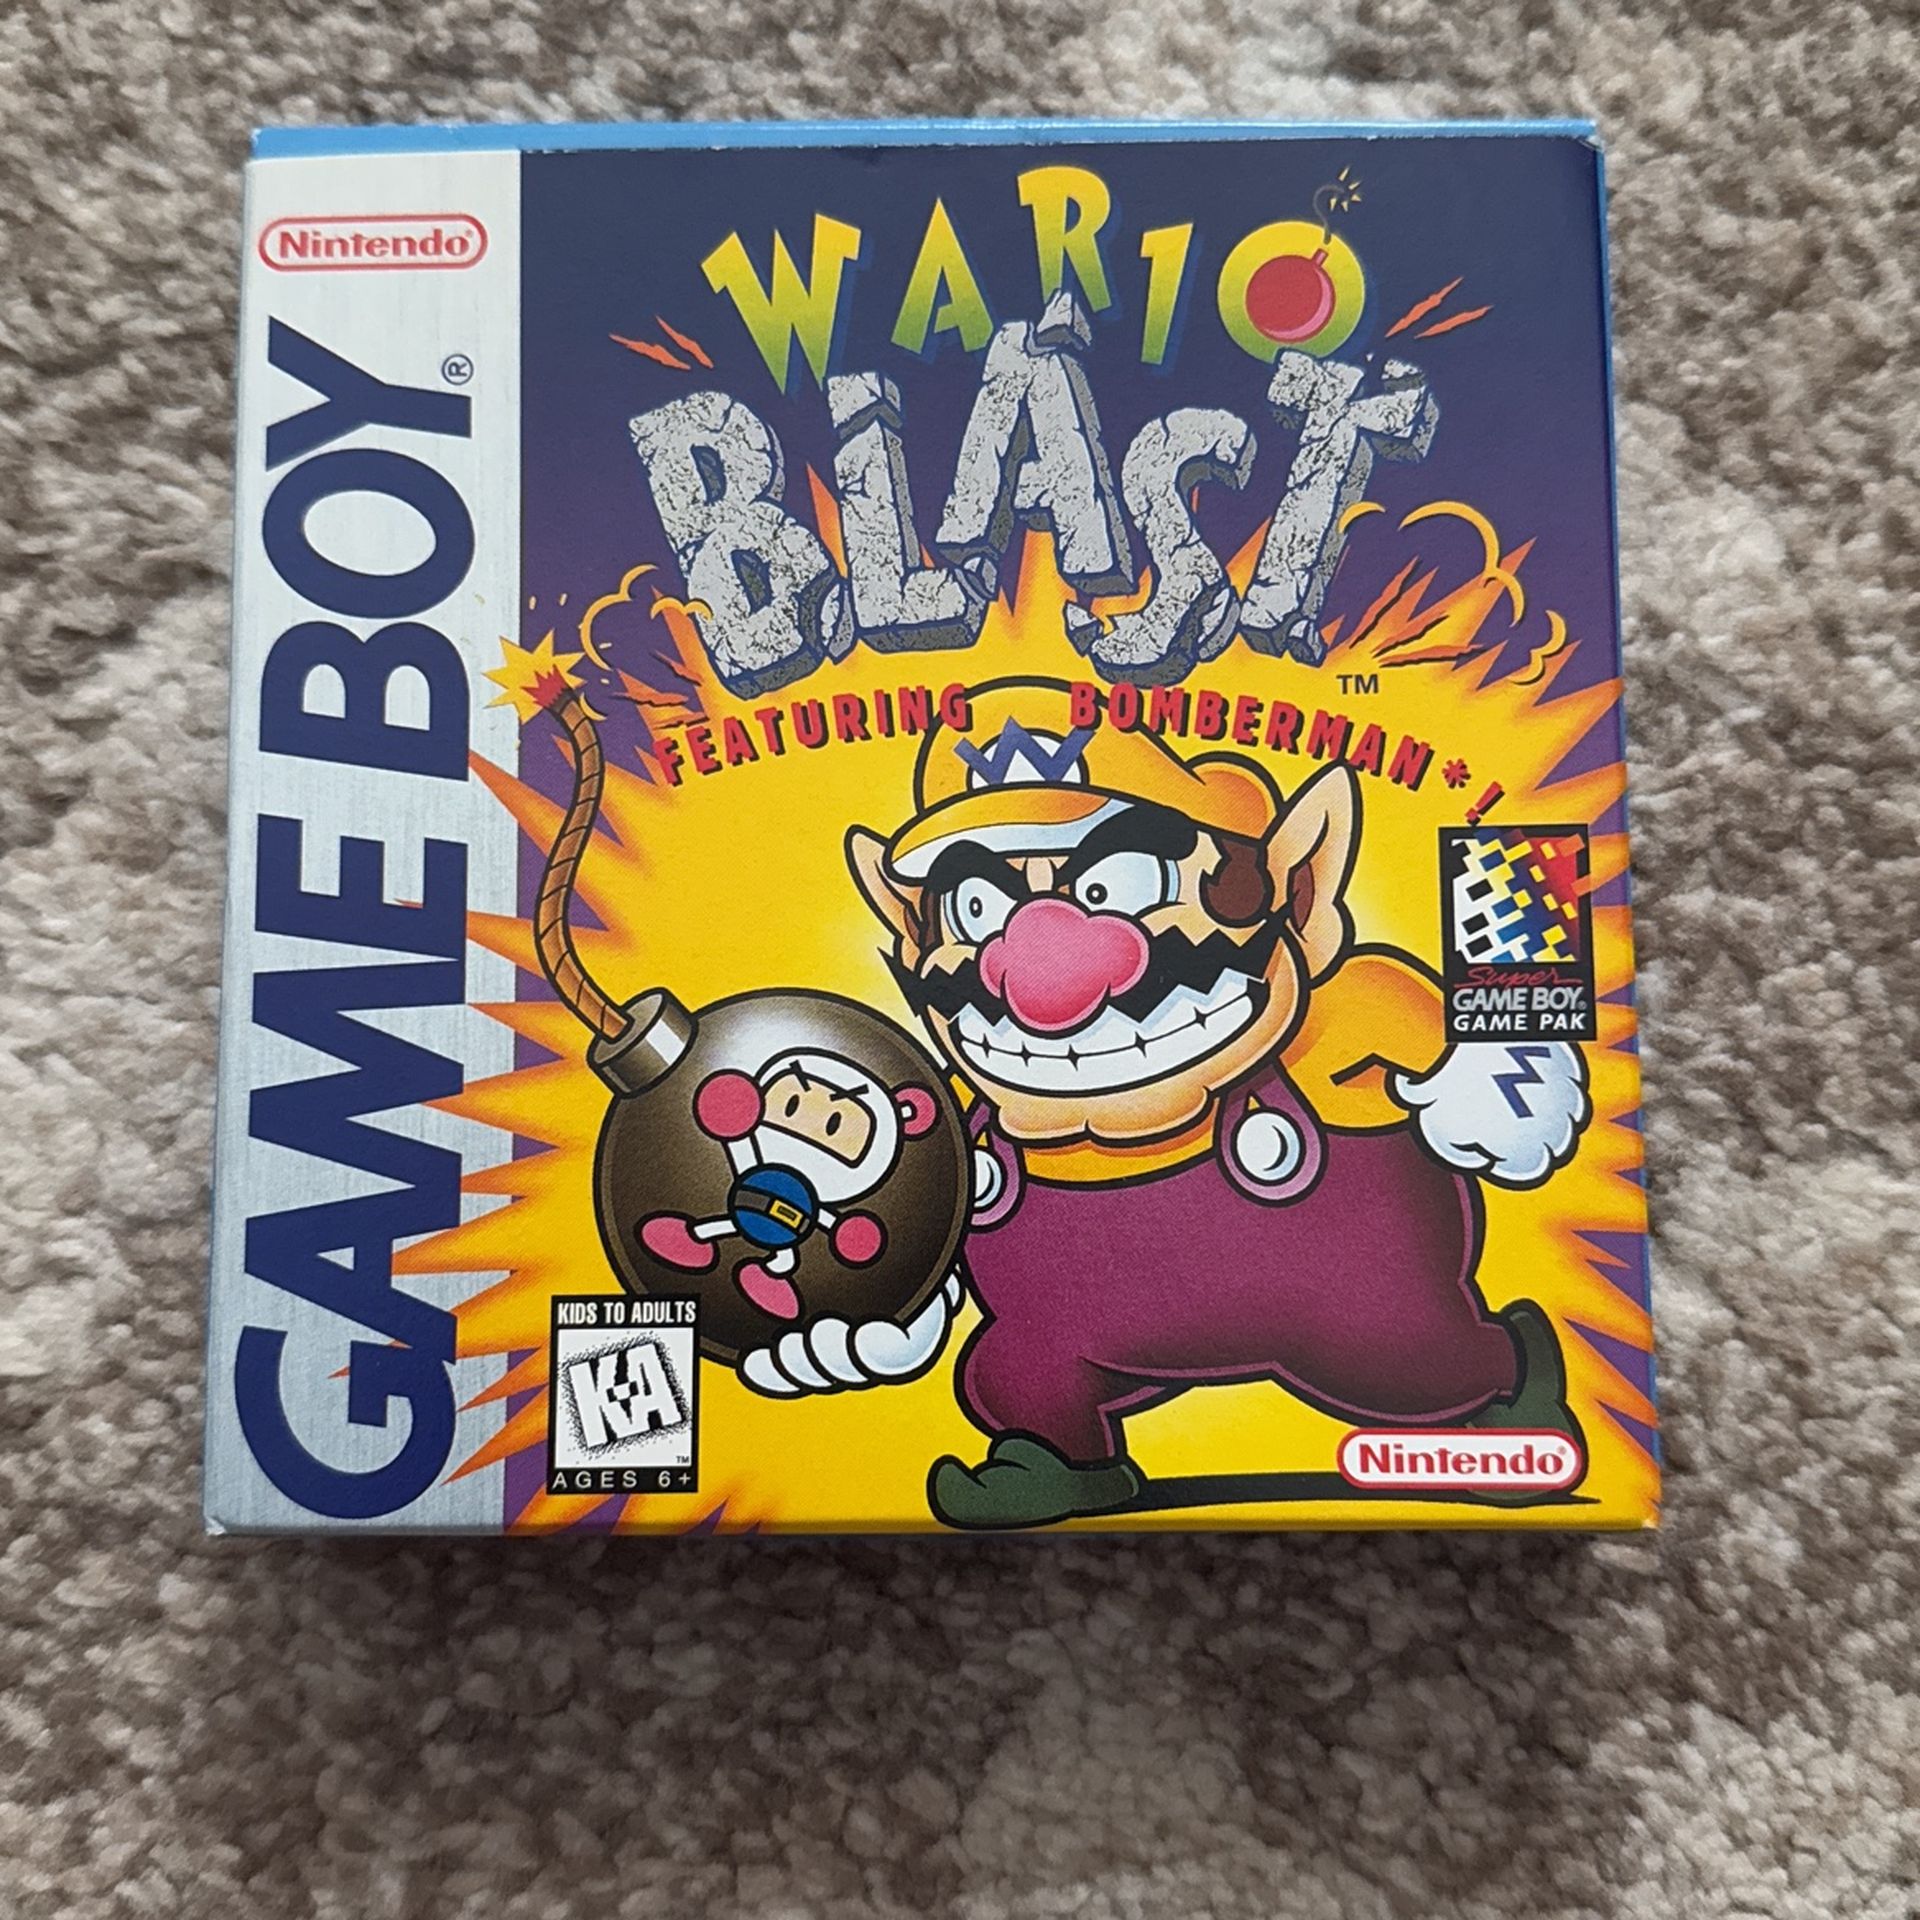 Nintendo®
GAME BOY®
WARIO
BLAST
TM
FEATURING BOMBERMAN*!
W
Super
GAME BOY®
GAME PAK
KIDS TO ADULTS
K-A
TM
AGES 6+
Nintendo®